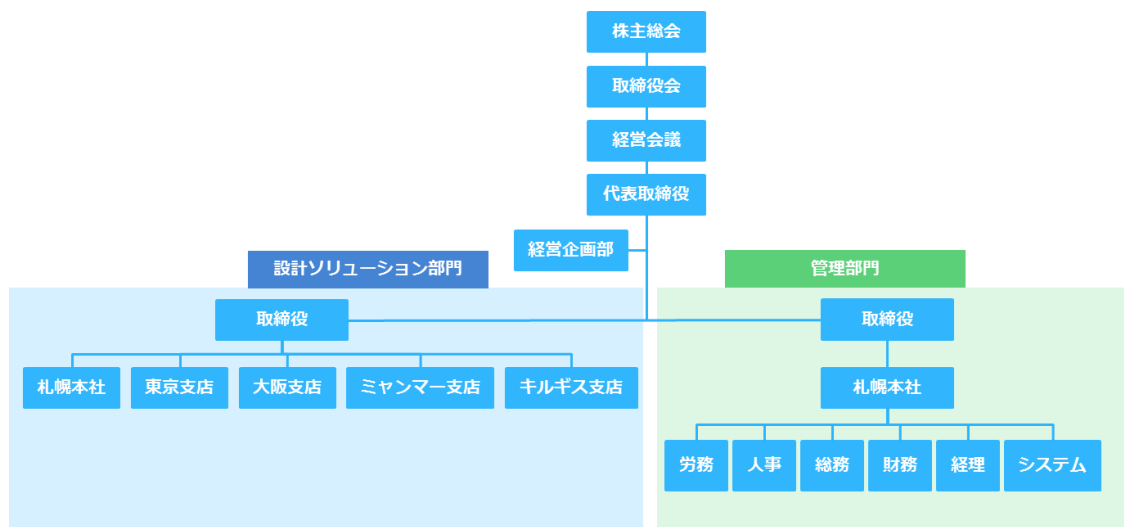 株主総会
取締役会
経営会議
代表取締役
経営企画部
設計ソリューション部門
管理部門
取締役
取締役
札幌本社
東京支店
大阪支店
ミャンマー支店
キルギス支店
札幌本社
労務
人事
総務
財務
経理
システム